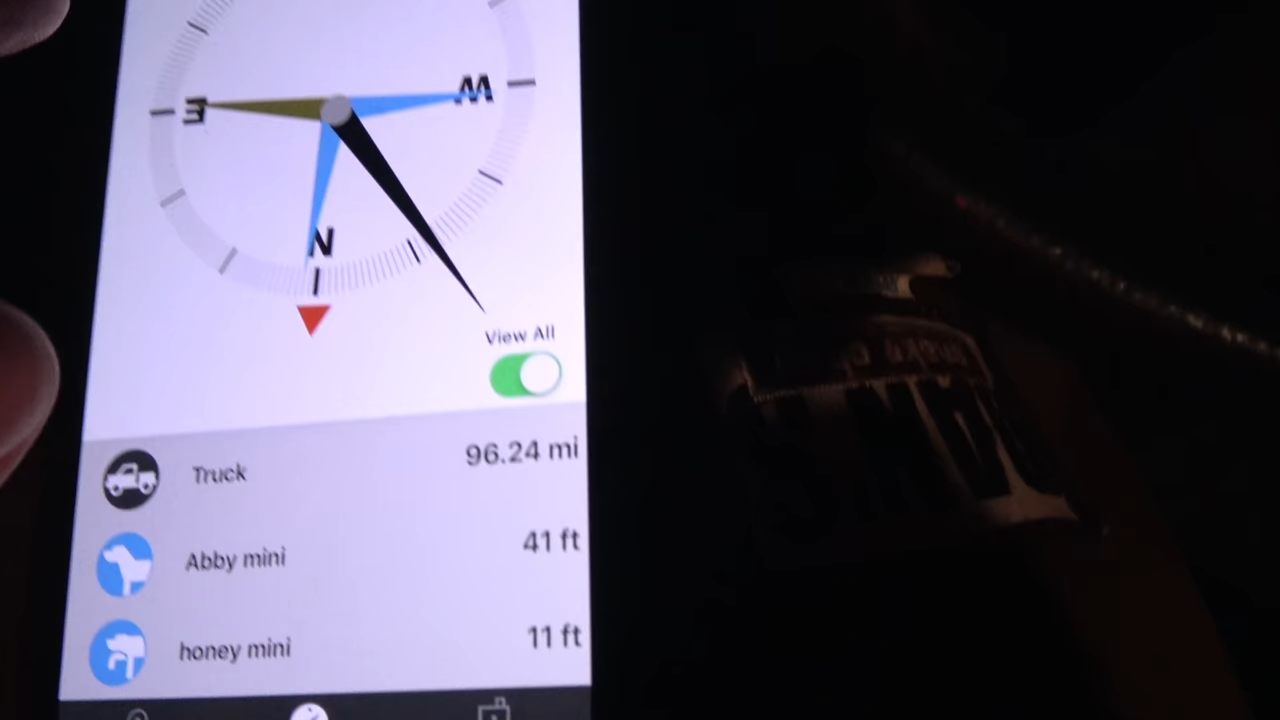 E
W
N
View All
Truck
96.24 mi
Abby mini
41 ft
honey mini
11 ft